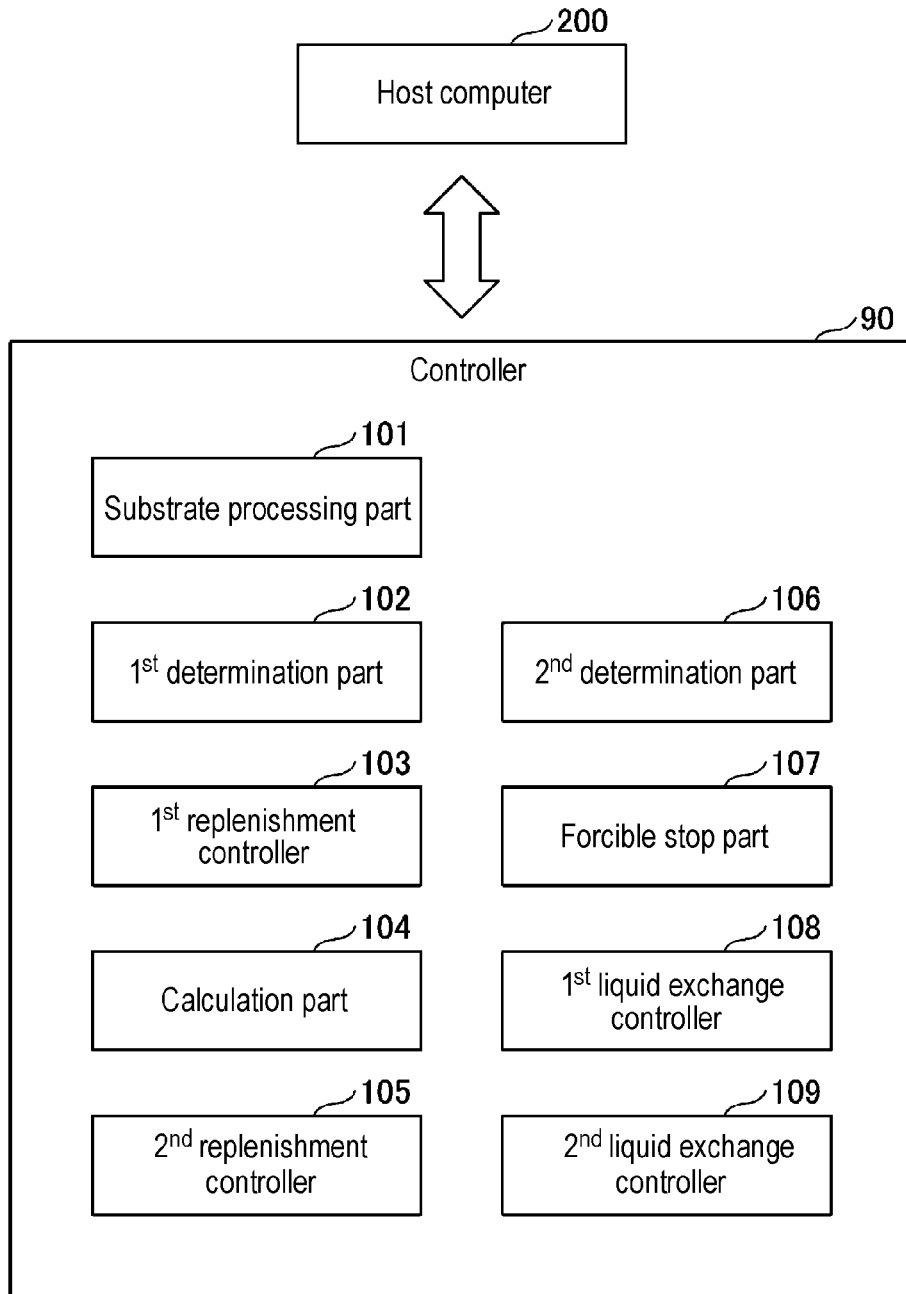 200
Host computer
90
Controller
101
Substrate processing part
102
1st determination part
106
2nd determination part
103
1st replenishment
controller
107
Forcible stop part
104
Calculation part
108
1st liquid exchange
controller
105
2nd replenishment
controller
109
2nd liquid exchange
controller